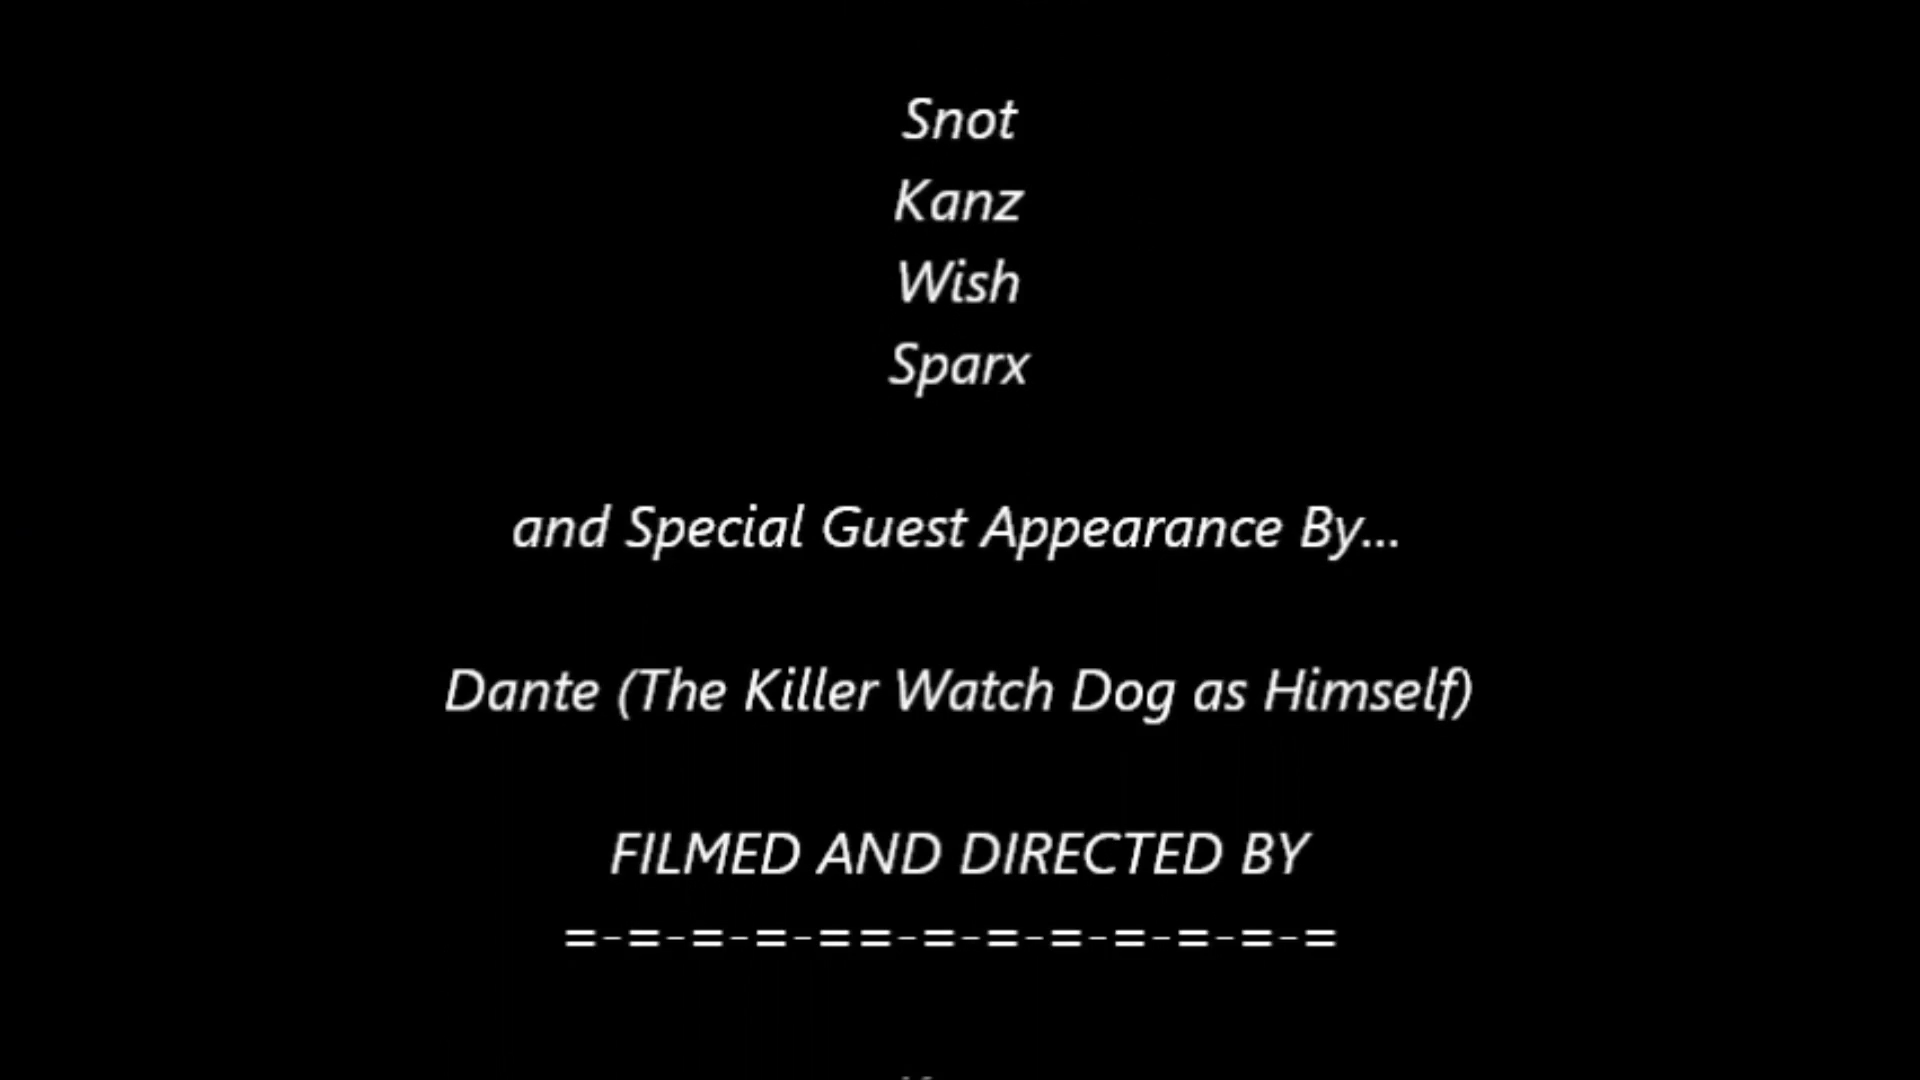 Snot
Kanz
Wish
Sparx
and Special Guest Appearance By...
Dante (The Killer Watch Dog as Himself)
FILMED AND DIRECTED BY
=-=-=-=-==-=-=-=-=-=-=-=